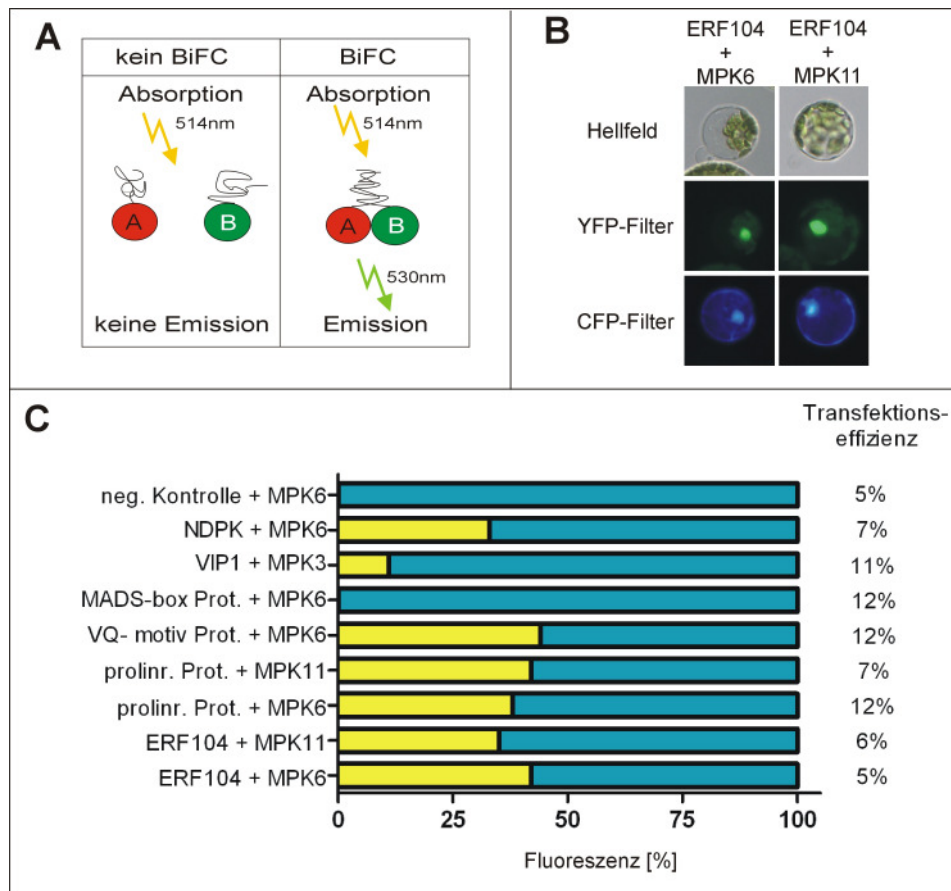 A
kein BiFC
BiFC
Absorption
514nm
A
B
keine Emission
Absorption
514nm
A
B
530nm
Emission
B
ERF104
+
MPK6
ERF104
+
MPK11
Hellfeld
YFP-Filter
CFP-Filter
C
Transfektions-
effizienz
neg. Kontrolle + MPK6
5%
NDPK + MPK6
7%
VIP1 + MPK3
11%
MADS-box Prot. + MPK6
12%
VQ- motiv Prot. + MPK6
12%
prolinr. Prot. + MPK11
7%
prolinr. Prot. + MPK6
12%
ERF104 + MPK11
6%
ERF104 + MPK6
5%
0 25 50 75 100
Fluoreszenz [%]